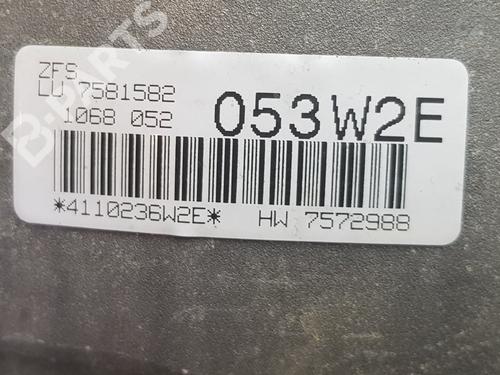 ZFS
LU 7581582
1068 052
053W2E
*4110236W2E* HW 7572988
B-PARTS